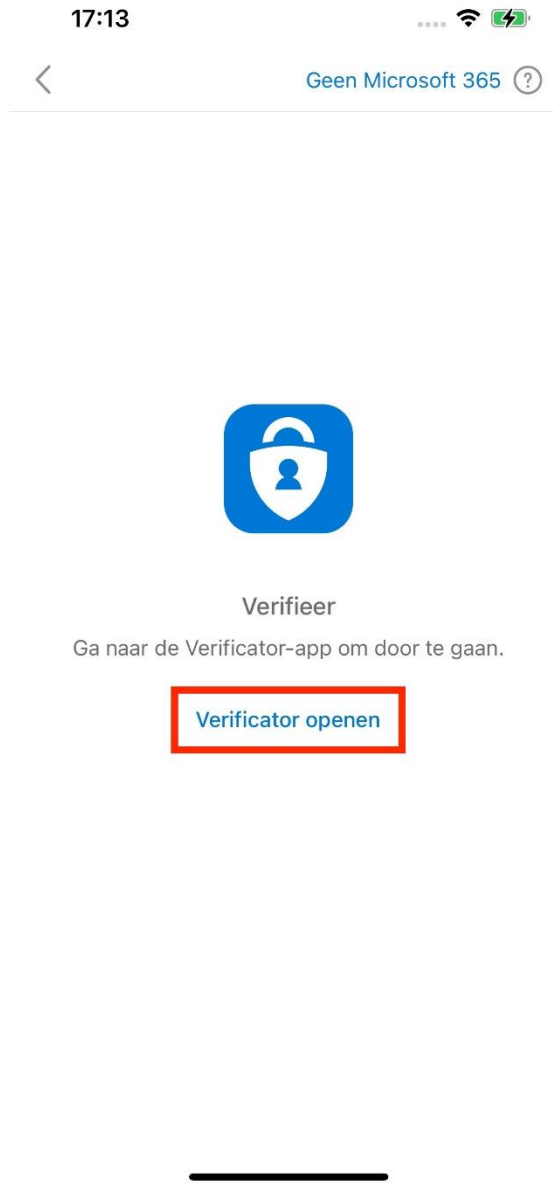 17:13
Geen Microsoft 365 ?
Verifieer
Ga naar de Verificator-app om door te gaan.
Verificator openen